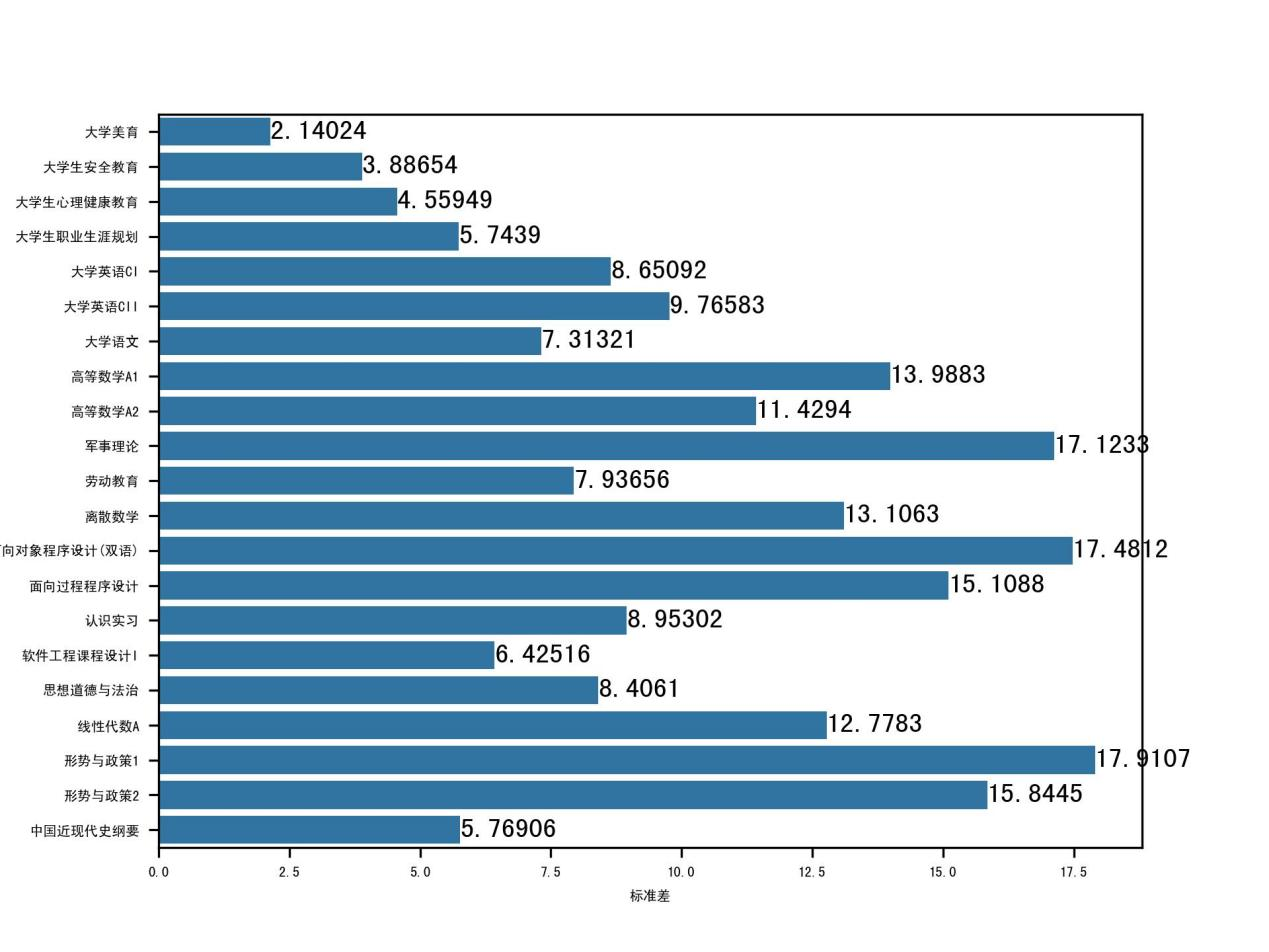 大学美育 2.14024
大学生安全教育 3.88654
大学生心理健康教育 4.55949
大学生职业生涯规划 5.7439
大学英语CI 8.65092
大学英语CII 9.76583
大学语文 7.31321
高等数学A1 13.9883
高等数学A2 11.4294
军事理论 17.1233
劳动教育 7.93656
离散数学 13.1063
向对象程序设计(双语) 17.4812
面向过程程序设计 15.1088
认识实习 8.95302
软件工程课程设计I 6.42516
思想道德与法治 8.4061
线性代数A 12.7783
形势与政策1 17.9107
形势与政策2 15.8445
中国近现代史纲要 5.76906
0.0 2.5 5.0 7.5 10.0 12.5 15.0 17.5
标准差